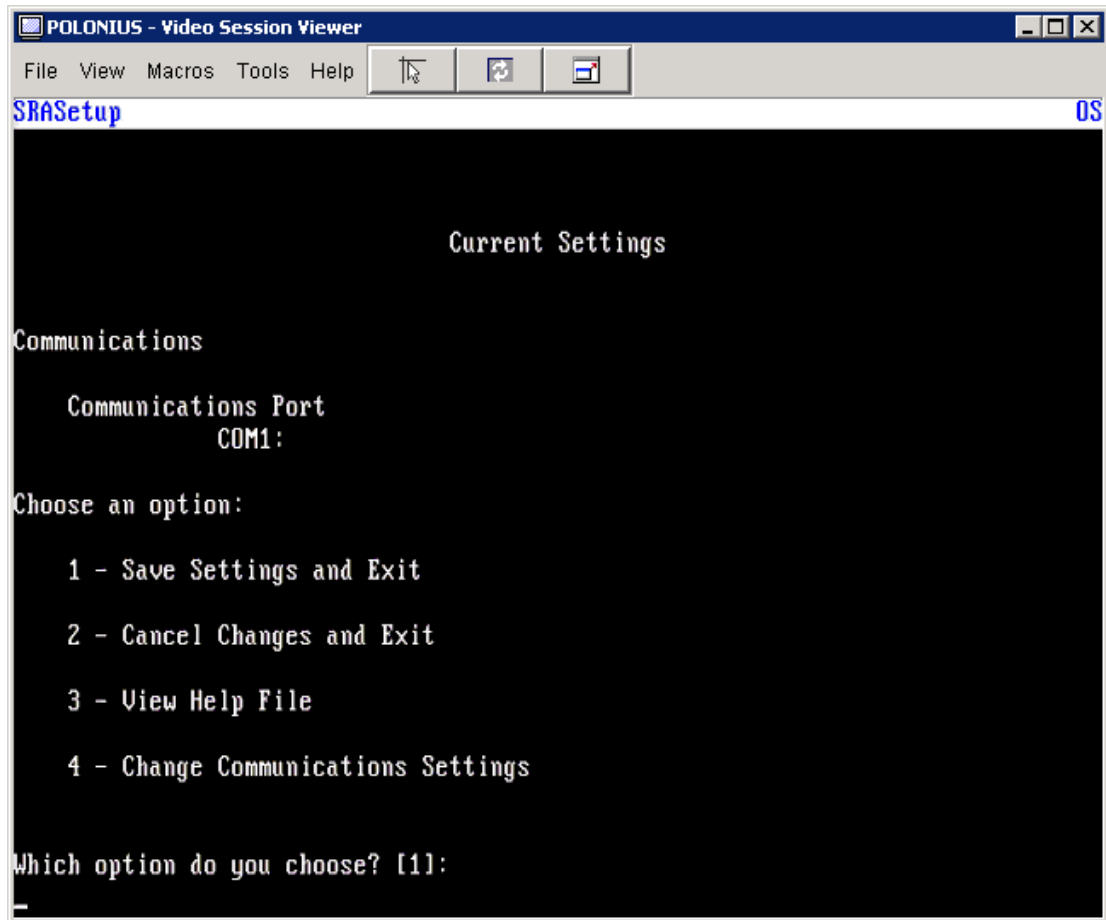 POLONIUS - Video Session Viewer
File View Macros Tools Help
SRASetup OS
Current Settings
Communications
Communications Port
COM1:
Choose an option:
1 - Save Settings and Exit
2 - Cancel Changes and Exit
3 - View Help File
4 - Change Communications Settings
Which option do you choose? [1]:
_